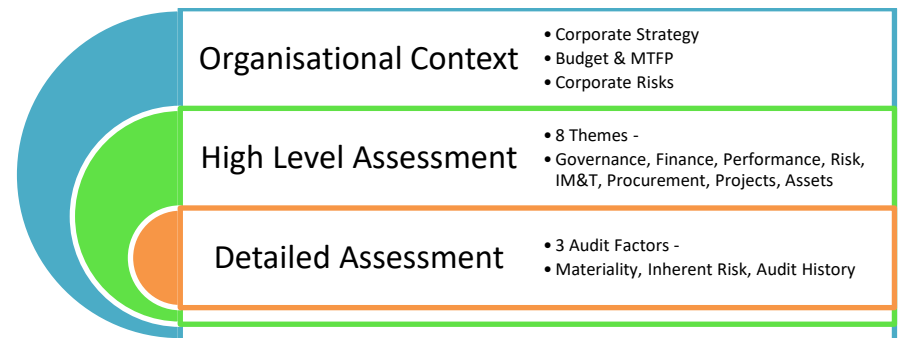 Organisational Context
• Corporate Strategy
• Budget & MTFP
• Corporate Risks
High Level Assessment
• 8 Themes -
• Governance, Finance, Performance, Risk,
IM&T, Procurement, Projects, Assets
Detailed Assessment
• 3 Audit Factors -
• Materiality, Inherent Risk, Audit History